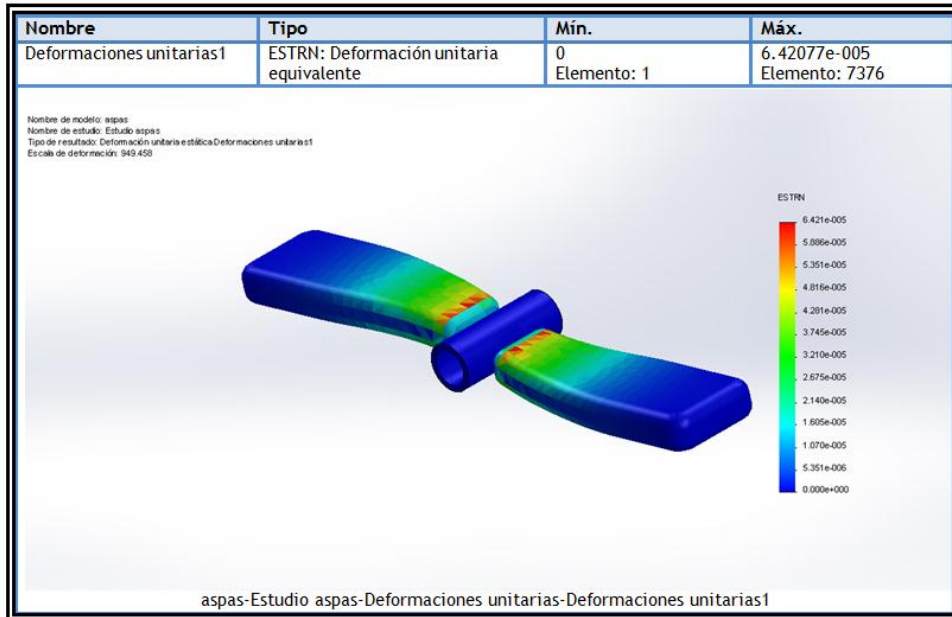 Nombre Tipo Mín. Máx.
Deformaciones unitarias1 ESTRN: Deformación unitaria equivalente 0 Elemento: 1 6.42077e-005 Elemento: 7376
Nombre de modelo: aspas
Nombre de estudio: Estudio aspas
Tipo de resultado: Deformación unitaria estática Deformaciones unitarias1
Escala de deformación: 949.458
ESTRN
6.421e-005
5.886e-005
5.351e-005
4.816e-005
4.281e-005
3.745e-005
3.210e-005
2.675e-005
2.140e-005
1.605e-005
1.070e-005
5.351e-006
0.000e+000
aspas-Estudio aspas-Deformaciones unitarias-Deformaciones unitarias1